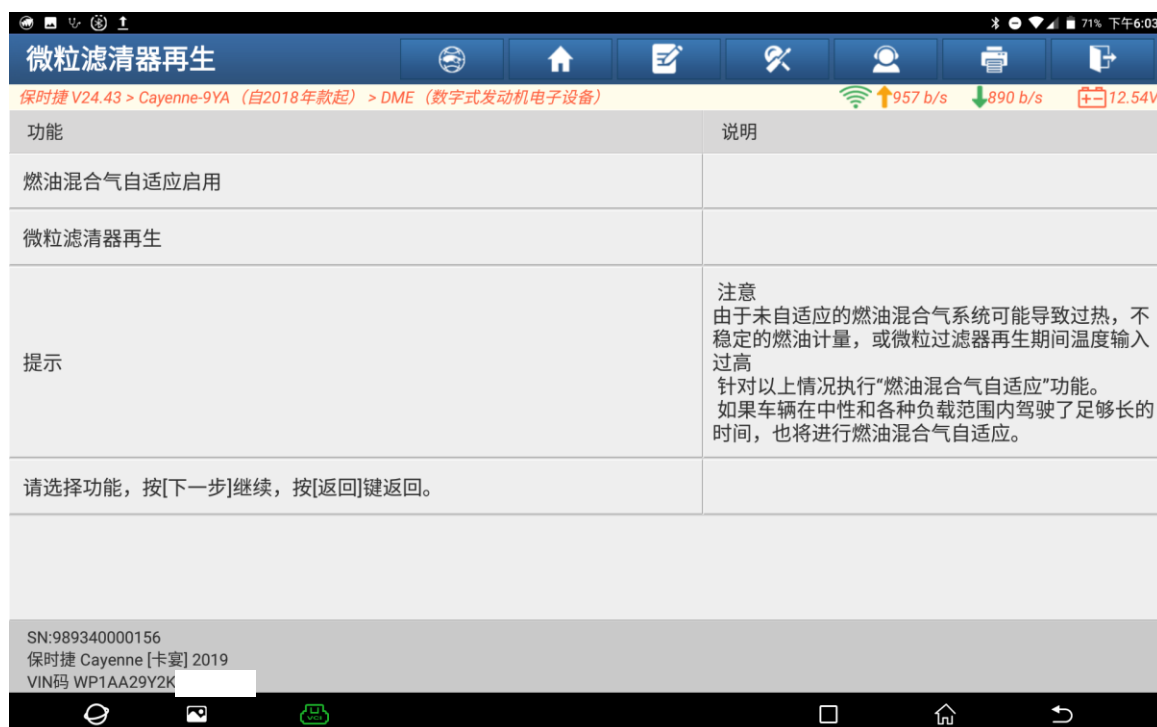 71% 下午6:03
微粒滤清器再生
保时捷 V24.43 > Cayenne-9YA（自2018年款起）> DME（数字式发动机电子设备）
957 b/s 890 b/s 12.54V
功能 说明
燃油混合气自适应启用
微粒滤清器再生
提示
注意
由于未自适应的燃油混合气系统可能导致过热，不
稳定的燃油计量，或微粒过滤器再生期间温度输入
过高
针对以上情况执行“燃油混合气自适应”功能。
如果车辆在中性和各种负载范围内驾驶了足够长的
时间，也将进行燃油混合气自适应。
请选择功能，按[下一步]继续，按[返回]键返回。
SN:989340000156
保时捷 Cayenne [卡宴] 2019
VIN码 WP1AA29Y2K
VCI